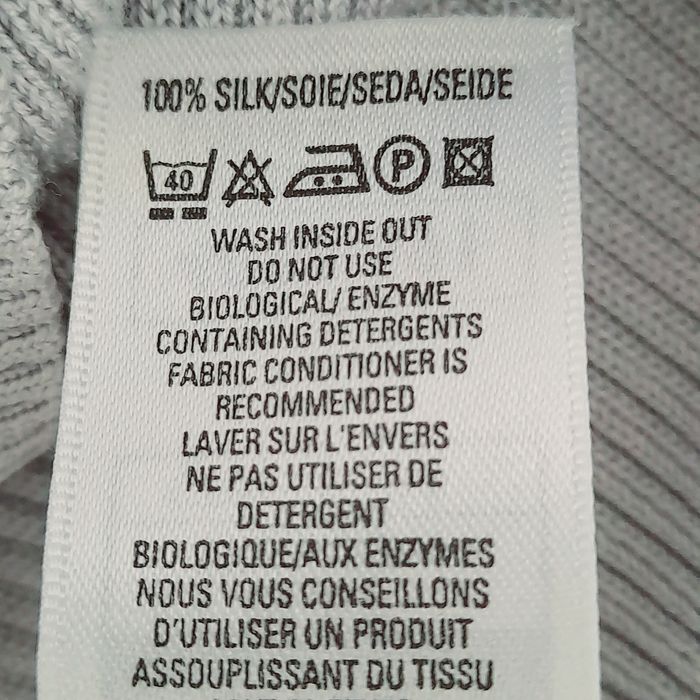 100% SILK/SOIE/SEDA/SEIDE
40 P
WASH INSIDE OUT
DO NOT USE
BIOLOGICAL/ ENZYME
CONTAINING DETERGENTS
FABRIC CONDITIONER IS
RECOMMENDED
LAVER SUR L'ENVERS
NE PAS UTILISER DE
DETERGENT
BIOLOGIQUE/AUX ENZYMES
NOUS VOUS CONSEILLONS
D'UTILISER UN PRODUIT
ASSOUPLISSANT DU TISSU